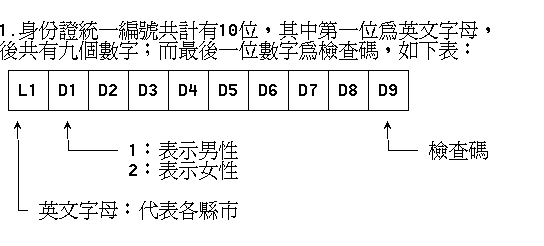 1.身份證統一編號共計有10位，其中第一位為英文字母，
後共有九個數字；而最後一位數字為檢查碼，如下表：
L1 D1 D2 D3 D4 D5 D6 D7 D8 D9
1：表示男性 檢查碼
2：表示女性
英文字母：代表各縣市